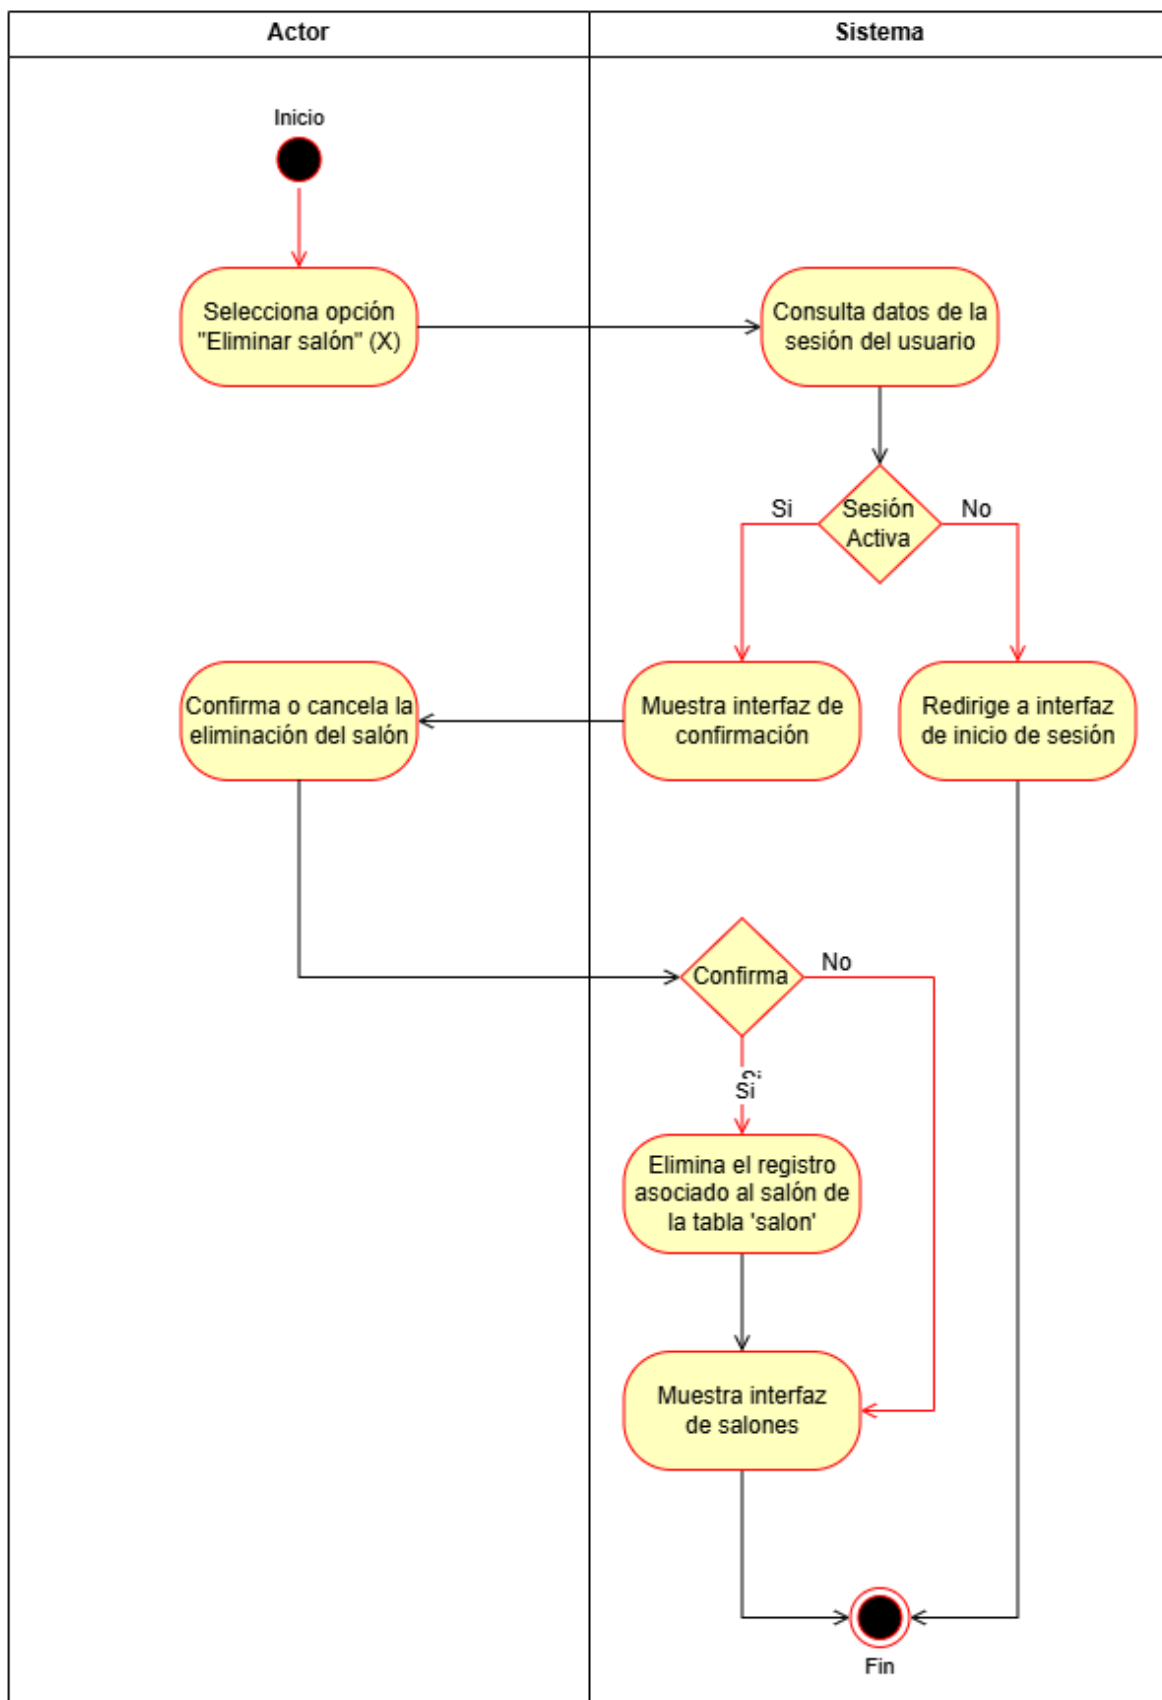 Actor
Sistema
Inicio
Selecciona opción
"Eliminar salón" (X)
Consulta datos de la
sesión del usuario
Sesión
Activa
Si
No
Confirma o cancela la
eliminación del salón
Muestra interfaz de
confirmación
Redirige a interfaz
de inicio de sesión
Confirma
No
Si
Elimina el registro
asociado al salón de
la tabla 'salon'
Muestra interfaz
de salones
Fin